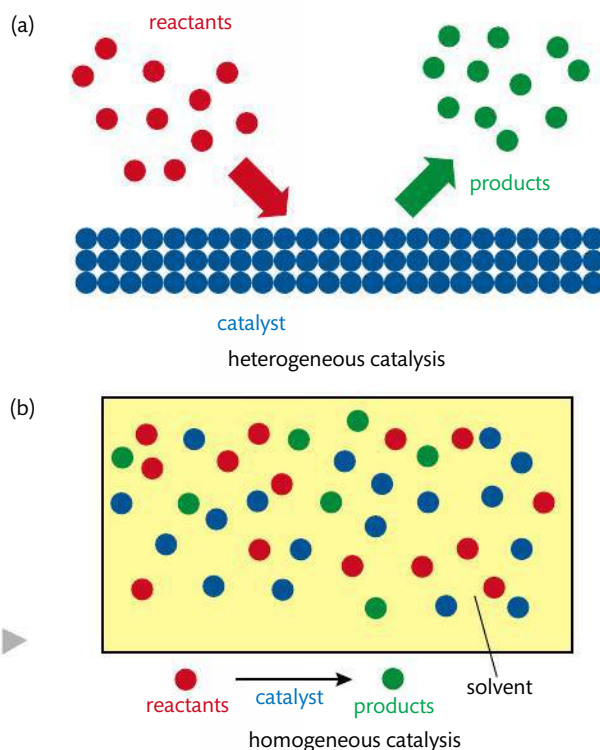 (a)
reactants
products
catalyst
heterogeneous catalysis
(b)
solvent
reactants
catalyst
products
homogeneous catalysis